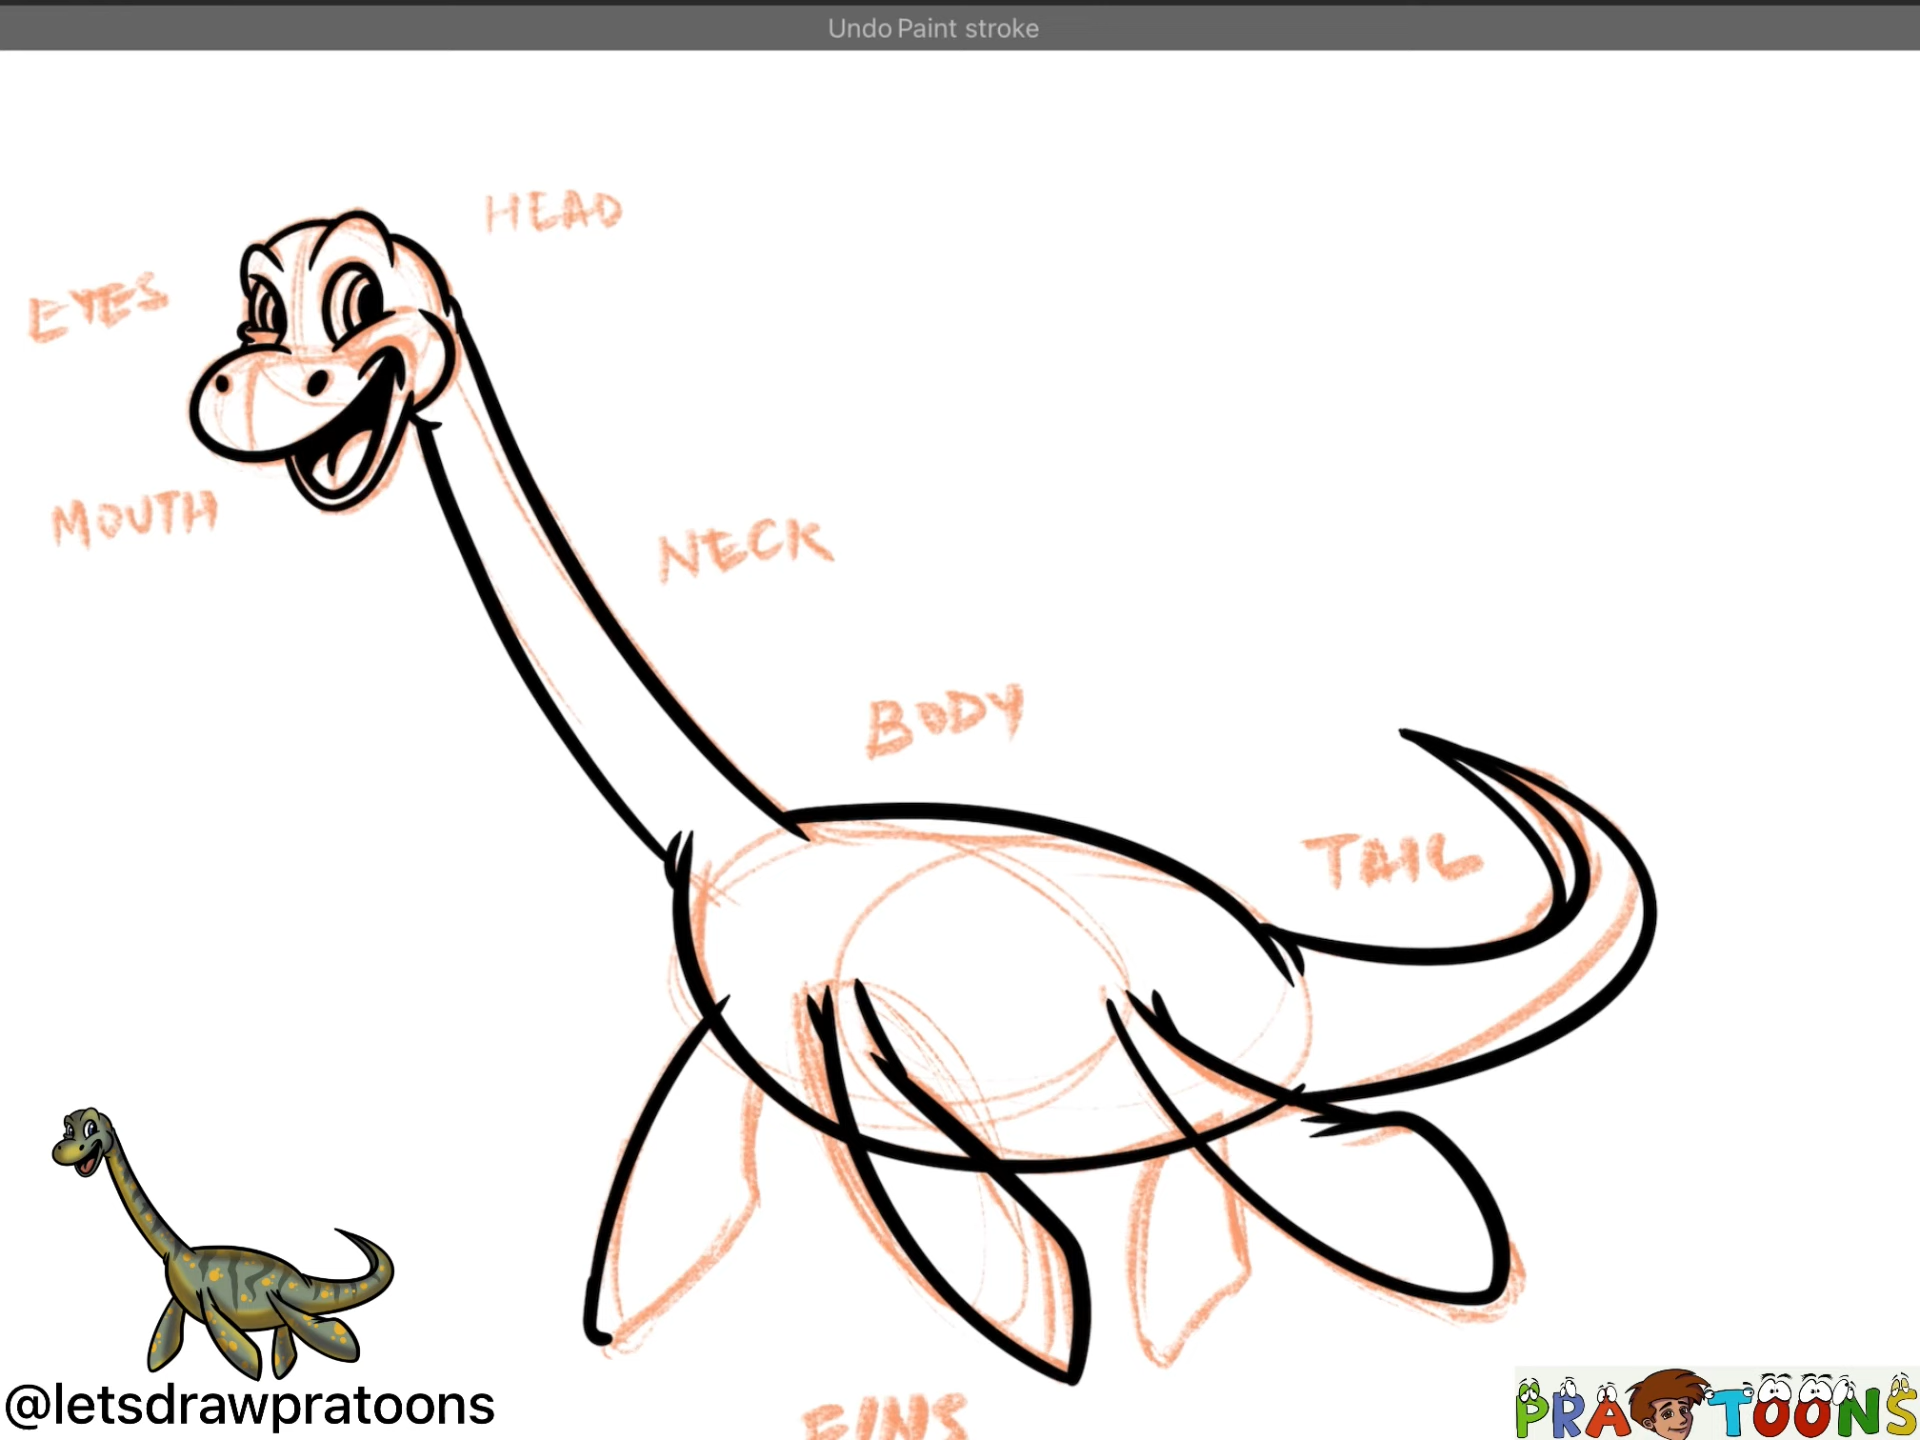 Undo Paint stroke
HEAD
EYES
MOUTH
NECK
BODY
TAIL
FINS
@letsdrawpratoons
PRATOONS